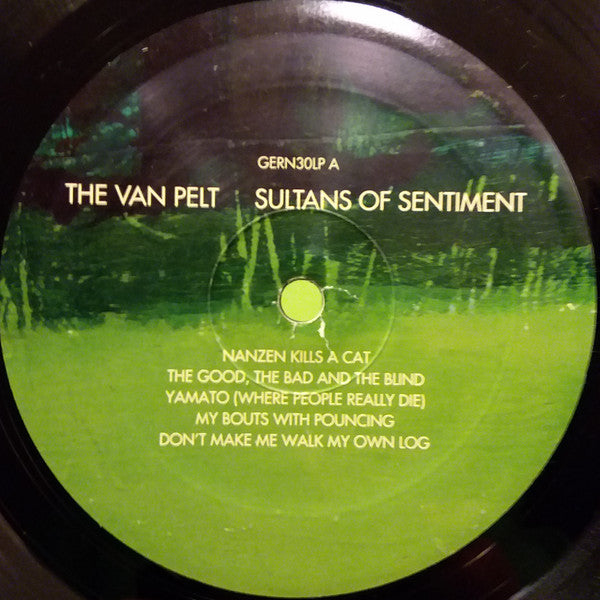 GERN30LP A
THE VAN PELT SULTANS OF SENTIMENT
NANZEN KILLS A CAT
THE GOOD, THE BAD AND THE BLIND
YAMATO (WHERE PEOPLE REALLY DIE)
MY BOUTS WITH POUNCING
DON'T MAKE ME WALK MY OWN LOG